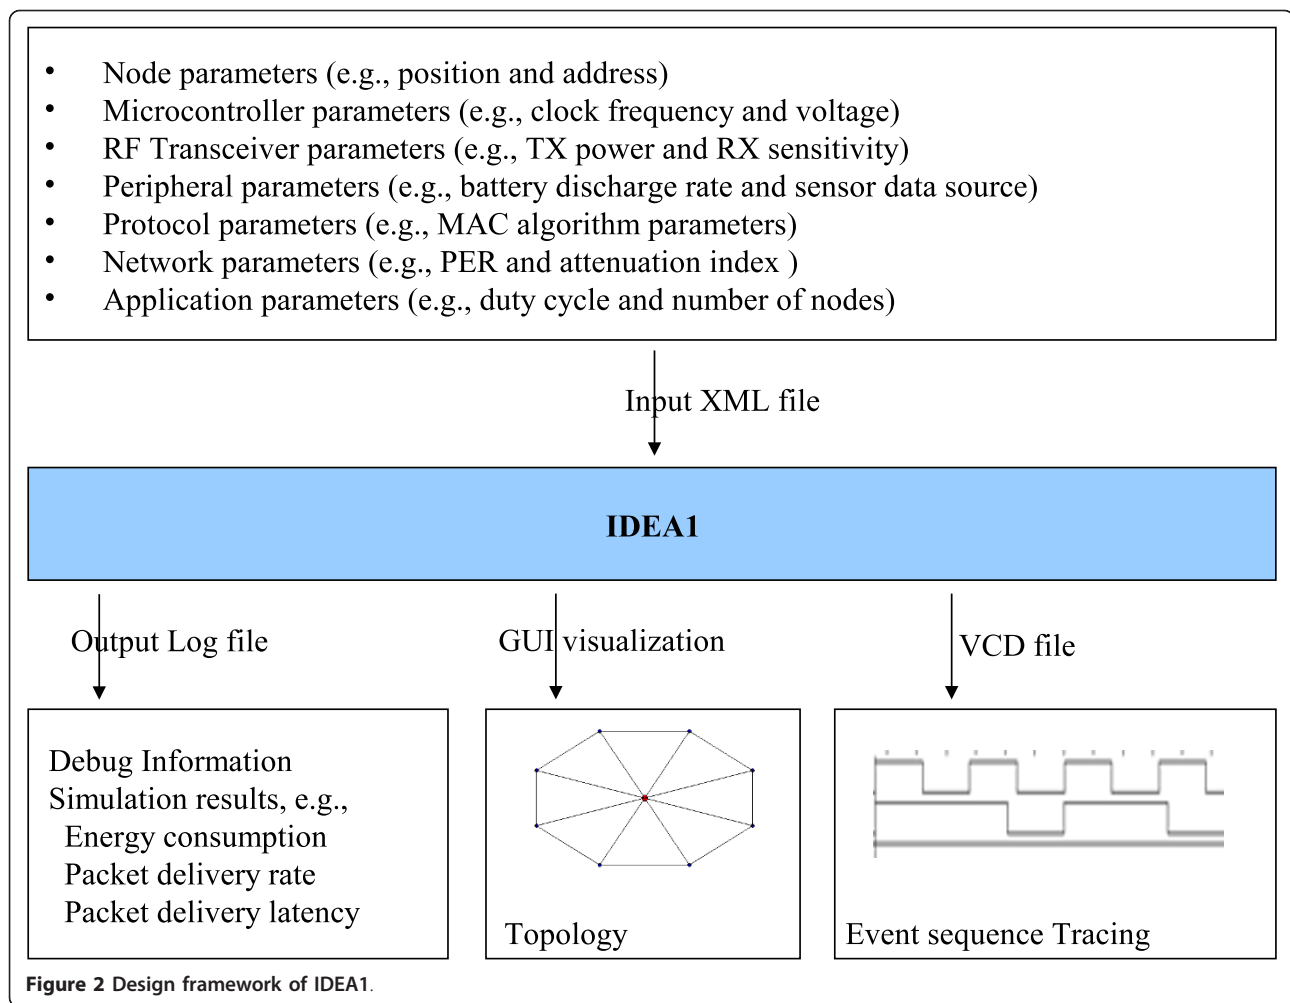 • Node parameters (e.g., position and address)
• Microcontroller parameters (e.g., clock frequency and voltage)
• RF Transceiver parameters (e.g., TX power and RX sensitivity)
• Peripheral parameters (e.g., battery discharge rate and sensor data source)
• Protocol parameters (e.g., MAC algorithm parameters)
• Network parameters (e.g., PER and attenuation index )
• Application parameters (e.g., duty cycle and number of nodes)
Input XML file
IDEA1
Output Log file
GUI visualization
VCD file
Debug Information
Simulation results, e.g.,
Energy consumption
Packet delivery rate
Packet delivery latency
Topology
Event sequence Tracing
Figure 2 Design framework of IDEA1.